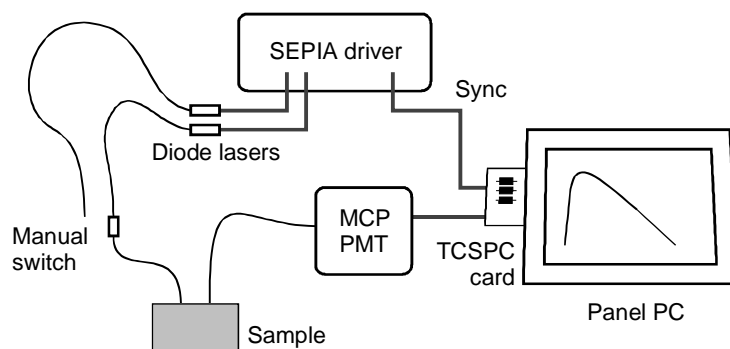 SEPIA driver
Sync
Diode lasers
MCP
PMT
Manual
switch
TCSPC
card
Panel PC
Sample